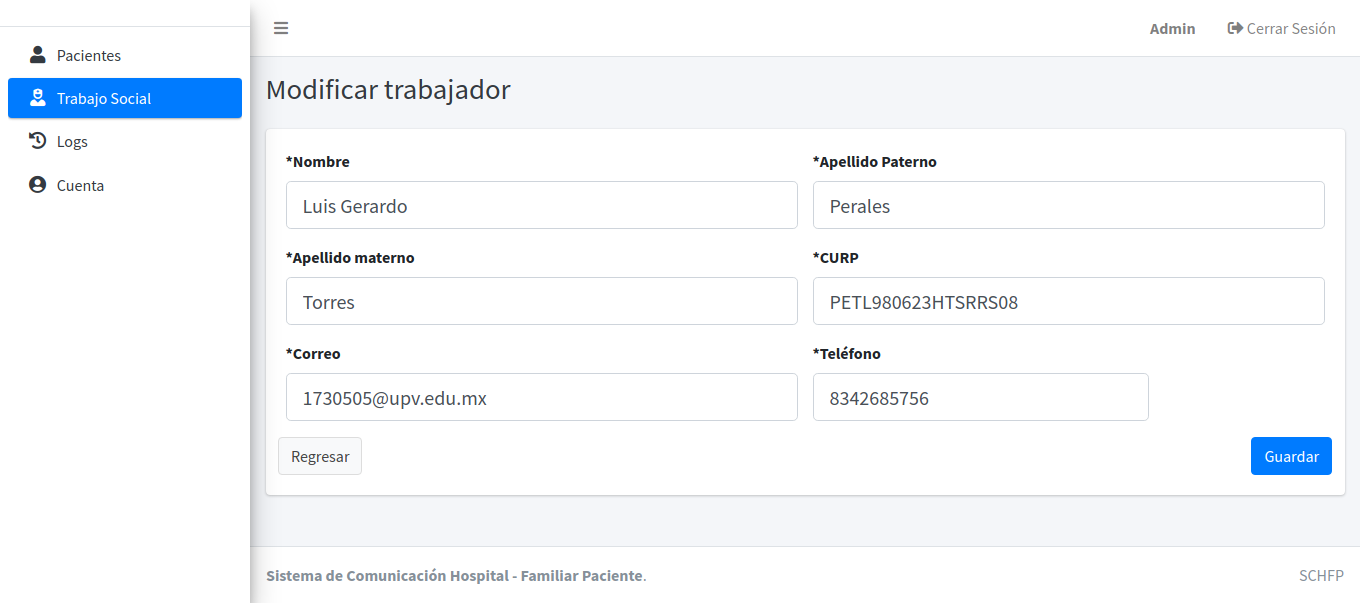 Admin
Cerrar Sesión
Pacientes
Trabajo Social
Logs
Cuenta
Modificar trabajador
*Nombre
*Apellido Paterno
Luis Gerardo
Perales
*Apellido materno
*CURP
Torres
PETL980623HTSRRS08
*Correo
*Teléfono
1730505@upv.edu.mx
8342685756
Regresar
Guardar
Sistema de Comunicación Hospital - Familiar Paciente.
SCHFP